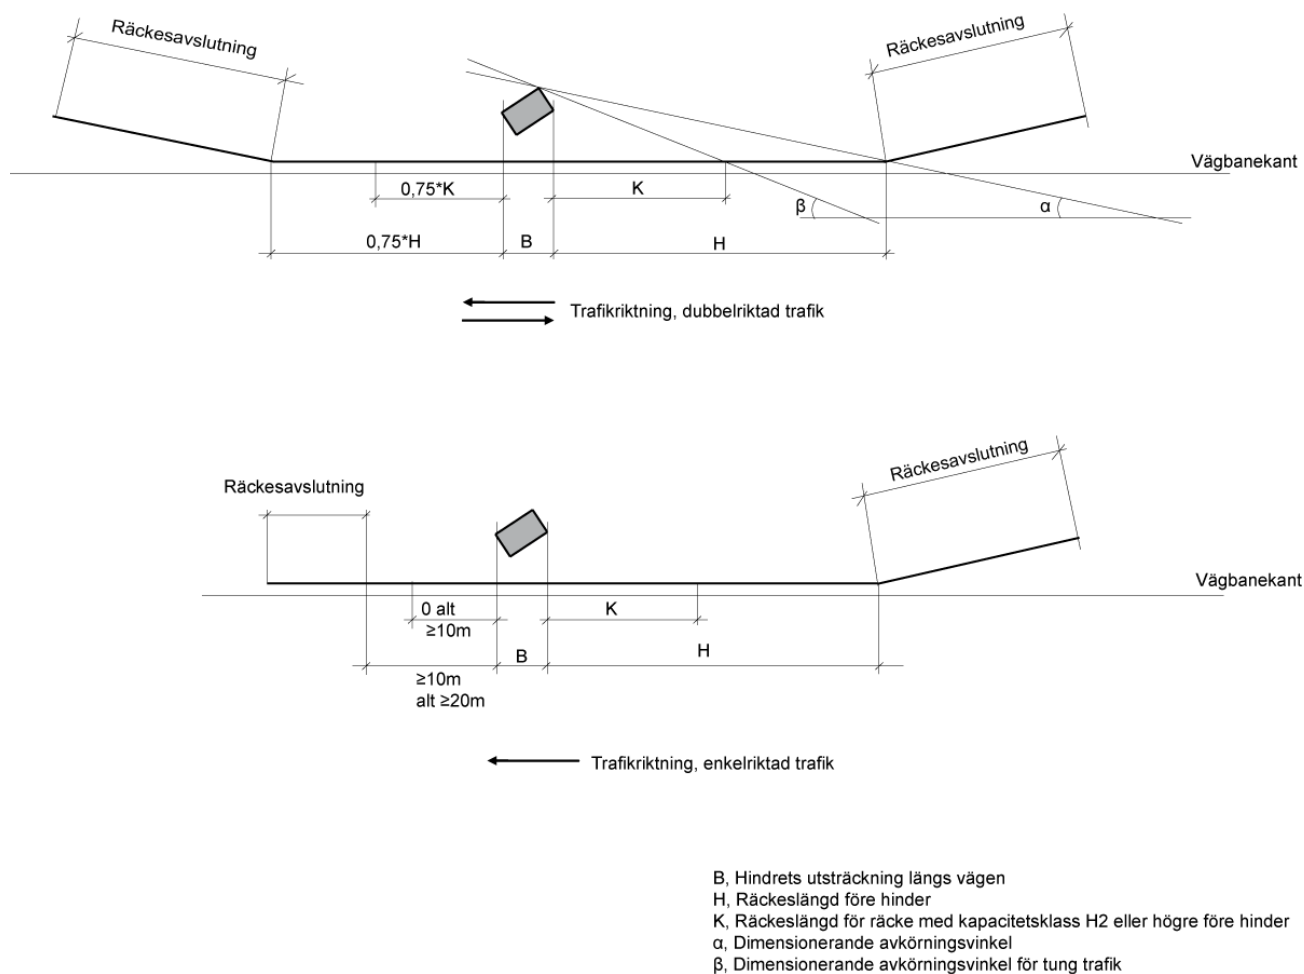 Räckesavslutning
Räckesavslutning
Vägbanekant
0,75*K
K
β
α
0,75*H
B
H
Trafikriktning, dubbelriktad trafik
Räckesavslutning
Räckesavslutning
Vägbanekant
0 alt
≥10m
K
B
H
≥10m
alt ≥20m
Trafikriktning, enkelriktad trafik
B, Hindrets utsträckning längs vägen
H, Räckeslängd före hinder
K, Räckeslängd för räcke med kapacitetsklass H2 eller högre före hinder
α, Dimensionerande avkörningsvinkel
β, Dimensionerande avkörningsvinkel för tung trafik